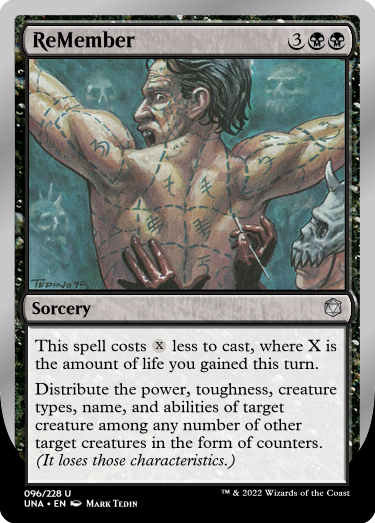 ReMember 3
TEDIN©95
Sorcery
This spell costs X less to cast, where X is
the amount of life you gained this turn.
Distribute the power, toughness, creature
types, name, and abilities of target
creature among any number of other
target creatures in the form of counters.
(It loses those characteristics.)
096/228 U
UNA • EN MARK TEDIN
™ & 2022 Wizards of the Coast